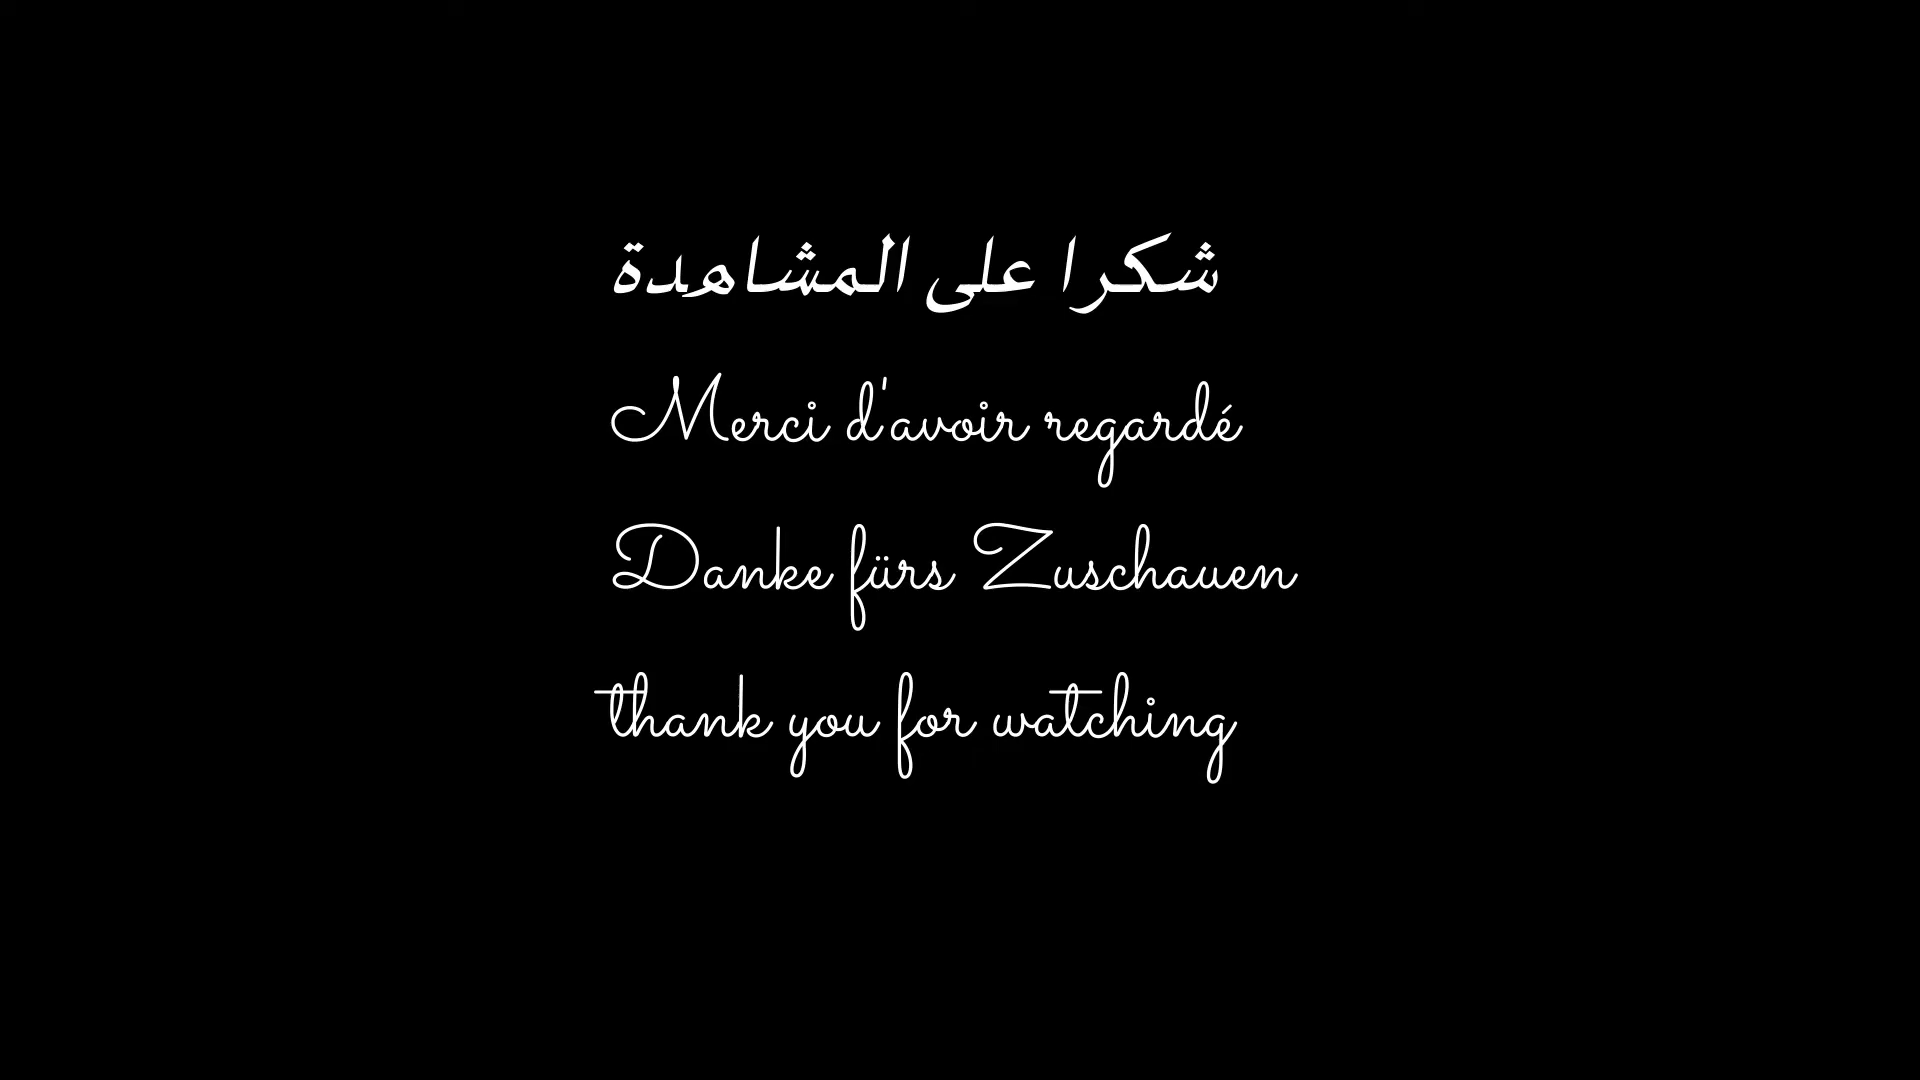 شكرا على المشاهدة
Merci d'avoir regardé
Danke fürs Zuschauen
thank you for watching